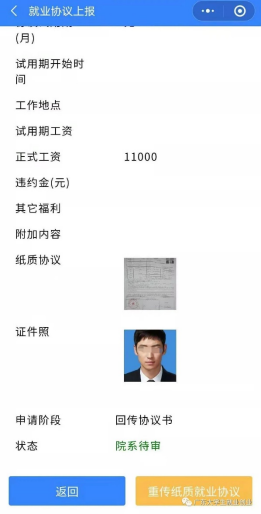 就业协议上报
(月)
试用期开始时
间
工作地点
试用期工资
正式工资 11000
违约金(元)
其它福利
附加内容
纸质协议
证件照
申请阶段 回传协议书
状态 院系待审
返回
重传纸质就业协议